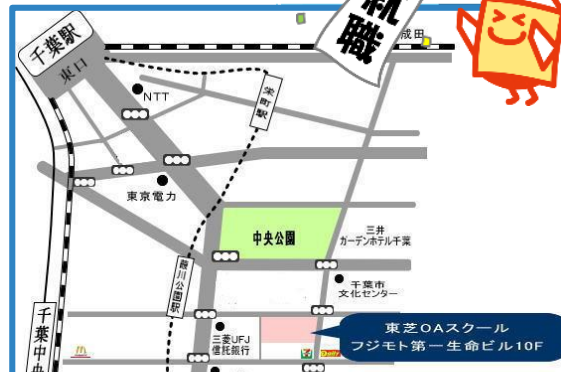 就職
成田
千葉駅
東口
NTT
栄町駅
東京電力
中央公園
三井
ガーデンホテル千葉
葭川公園駅
千葉市
文化センター
千葉中央
三菱UFJ
信託銀行
東芝OAスクール
フジモト第一生命ビル10F